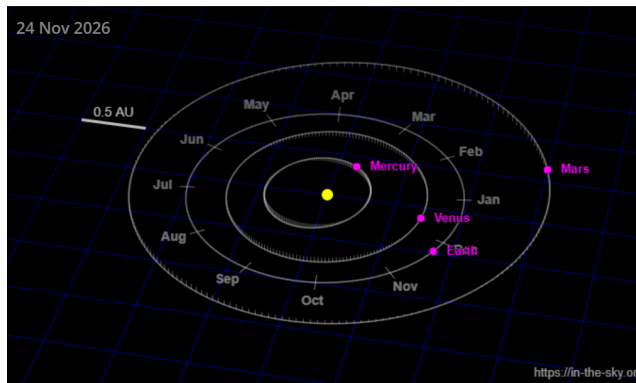 24 Nov 2026
0.5 AU
Apr
May
Mar
Jun
Feb
Mercury
Mars
Jul
Jan
Venus
Aug
Earth
Sep
Nov
Oct
https://in-the-sky.or